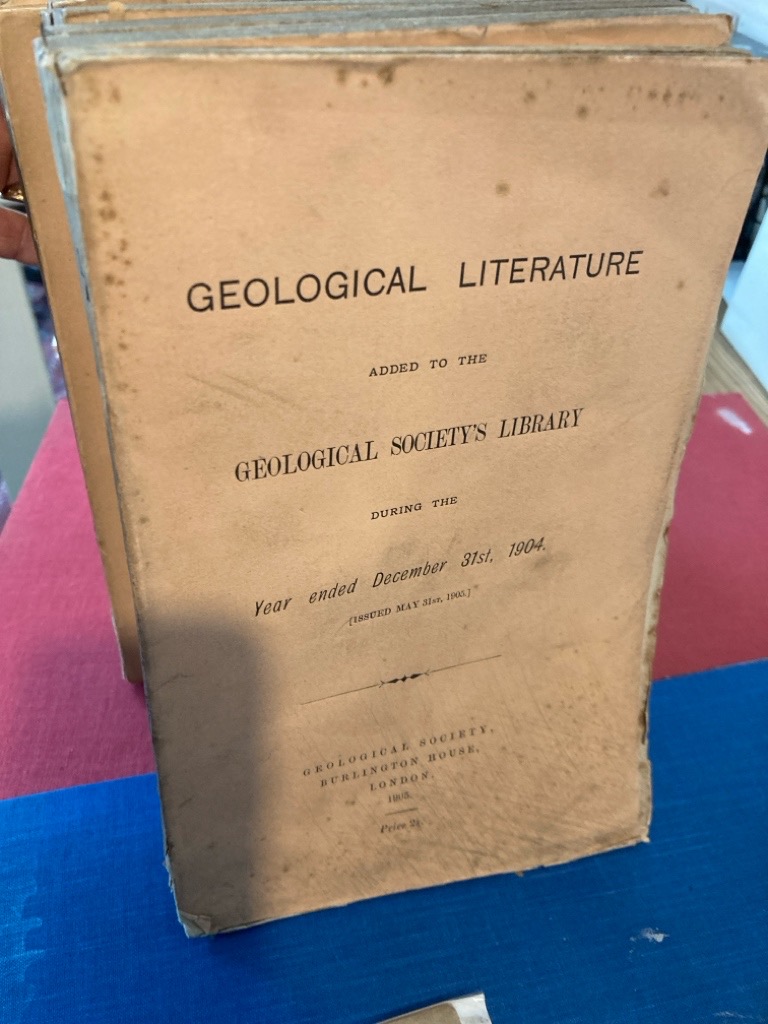 GEOLOGICAL LITERATURE
ADDED TO THE
GEOLOGICAL SOCIETY'S LIBRARY
DURING THE
Year ended December 31st, 1904.
[ISSUED MAY 31ST, 1905.]
GEOLOGICAL SOCIETY,
BURLINGTON HOUSE,
LONDON.
1905.
Price